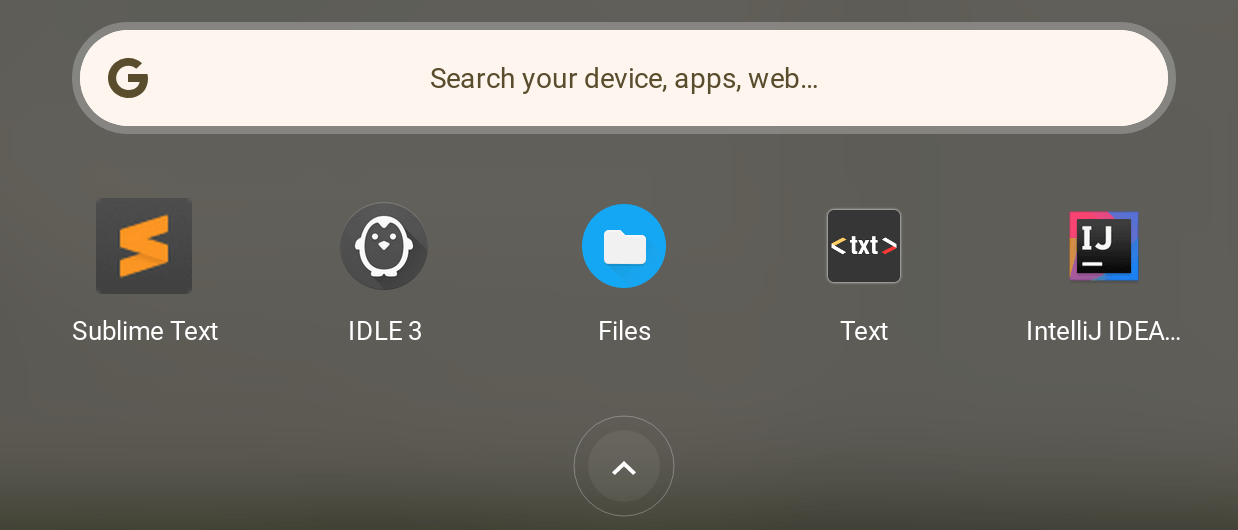 G
Search your device, apps, web...
<txt>
IJ
Sublime Text
IDLE 3
Files
Text
IntelliJ IDEA...